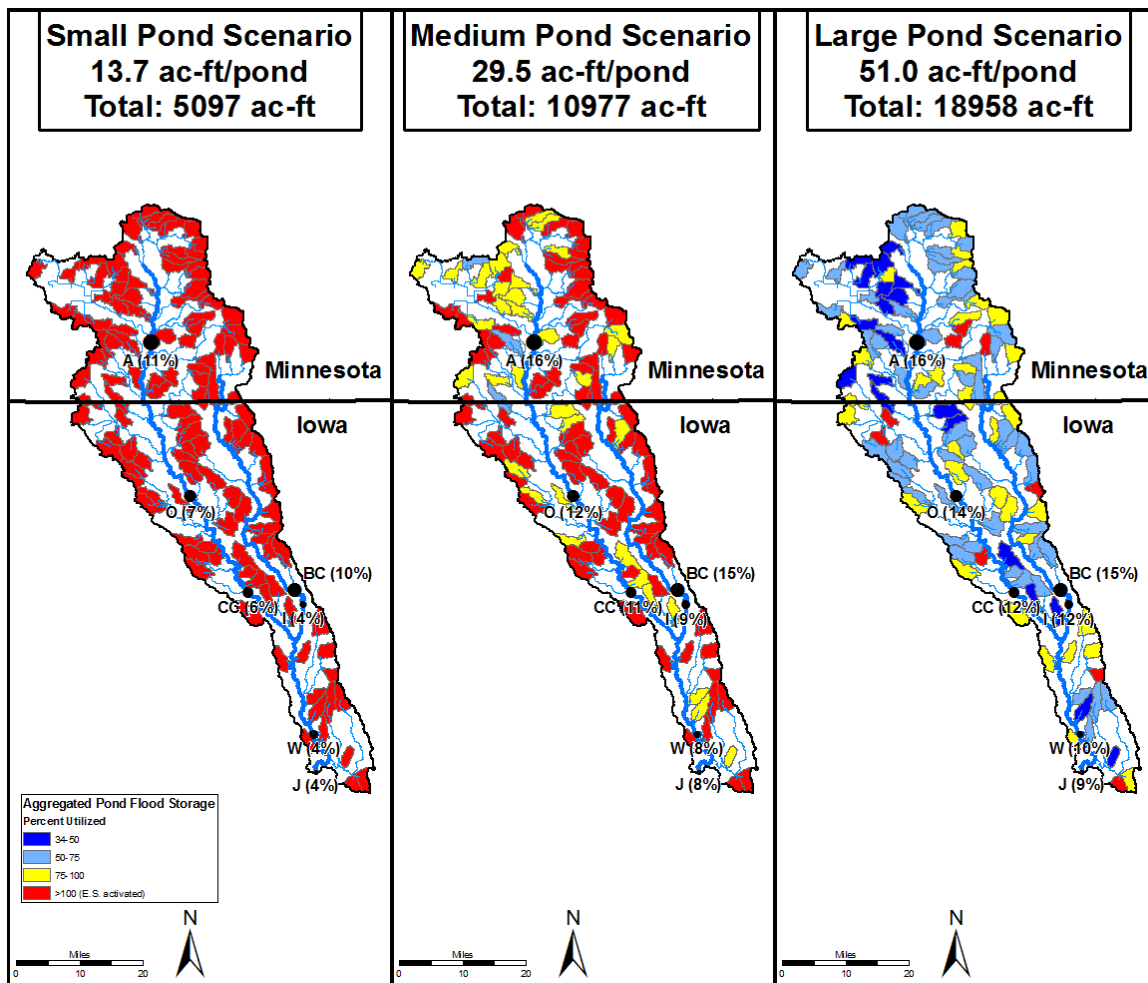 Small Pond Scenario
13.7 ac-ft/pond
Total: 5097 ac-ft
A (11%)
Minnesota
Iowa
O (7%)
BC (10%)
CC (6%)
I (4%)
W (4%)
J (4%)
Aggregated Pond Flood Storage
Percent Utilized
34-50
50-75
75-100
>100 (E.S. activated)
N
Miles
0 10 20
Medium Pond Scenario
29.5 ac-ft/pond
Total: 10977 ac-ft
A (16%)
Minnesota
Iowa
O (12%)
BC (15%)
CC (11%)
I (9%)
W (8%)
J (8%)
N
Miles
0 10 20
Large Pond Scenario
51.0 ac-ft/pond
Total: 18958 ac-ft
A (16%)
Minnesota
Iowa
O (14%)
BC (15%)
CC (12%)
I (12%)
W (10%)
J (9%)
N
Miles
0 10 20